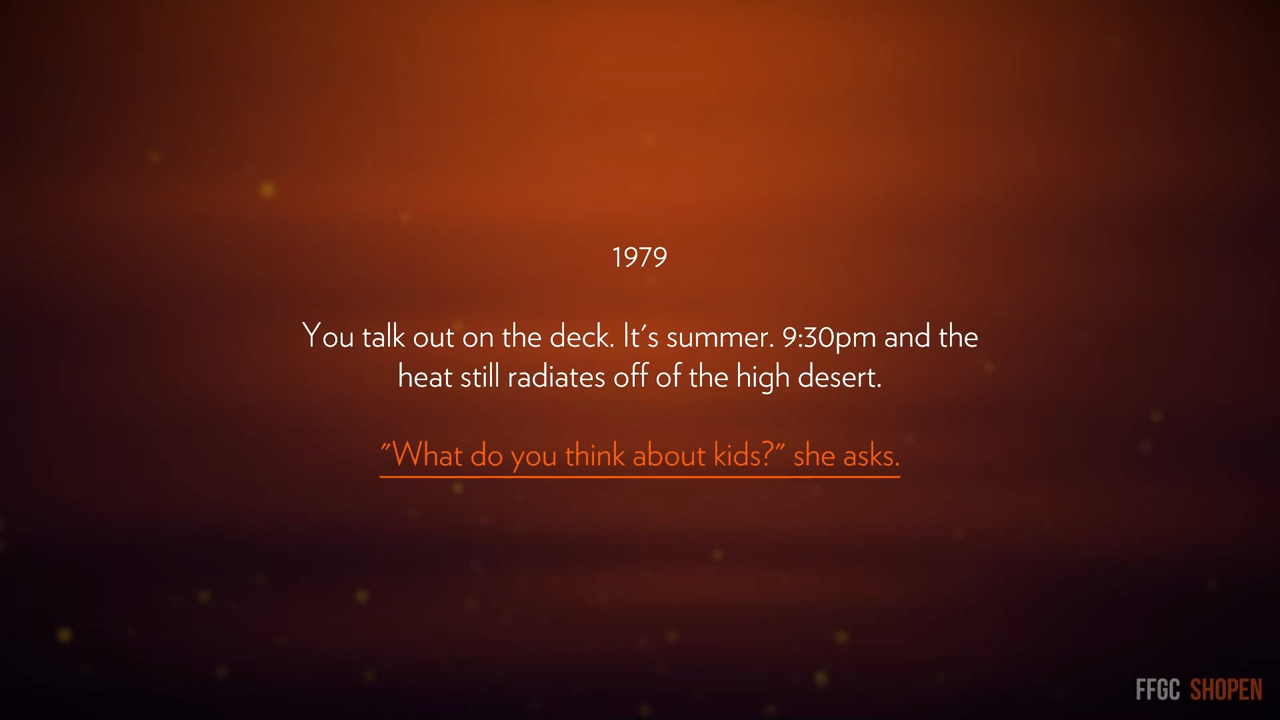 1979
You talk out on the deck. It's summer. 9:30pm and the
heat still radiates off of the high desert.
"What do you think about kids?" she asks.
FFGC SHOPEN